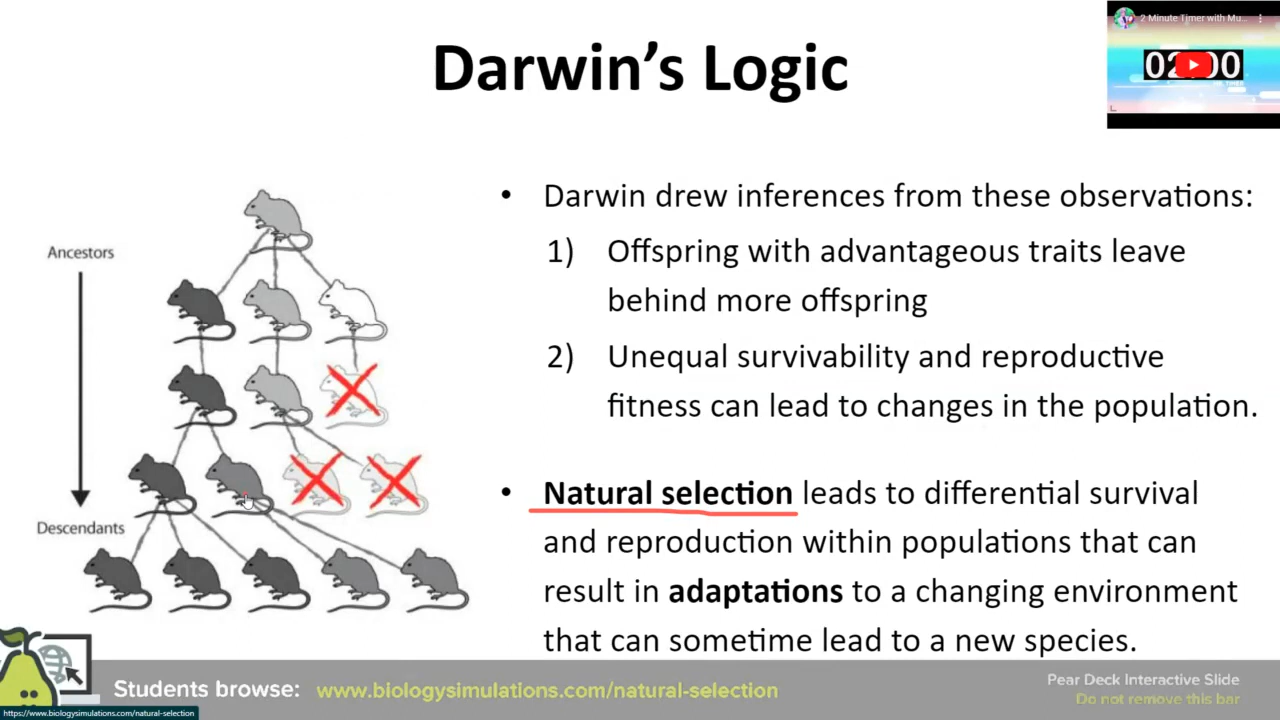 2 Minute Timer with Mu...
Darwin's Logic
Ancestors
Descendants
• Darwin drew inferences from these observations:
1) Offspring with advantageous traits leave
behind more offspring
2) Unequal survivability and reproductive
fitness can lead to changes in the population.
• Natural selection leads to differential survival
and reproduction within populations that can
result in adaptations to a changing environment
that can sometime lead to a new species.
Students browse: www.biologysimulations.com/natural-selection
Pear Deck Interactive Slide
Do not remove this bar
https://www.biologysimulations.com/natural-selection